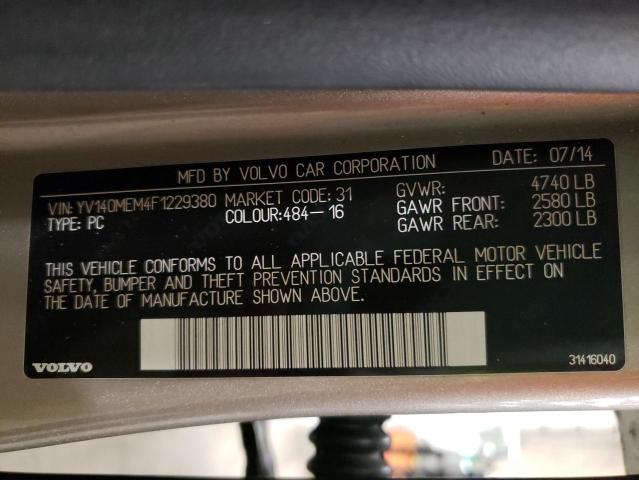 MFD BY VOLVO CAR CORPORATION DATE: 07/14
VIN: YV140MEM4F1229380 MARKET CODE: 31 GVWR: 4740 LB
TYPE: PC COLOUR:484-16 GAWR FRONT: 2580 LB
GAWR REAR: 2300 LB
THIS VEHICLE CONFORMS TO ALL APPLICABLE FEDERAL MOTOR VEHICLE
SAFETY, BUMPER AND THEFT PREVENTION STANDARDS IN EFFECT ON
THE DATE OF MANUFACTURE SHOWN ABOVE.
VOLVO 31416040